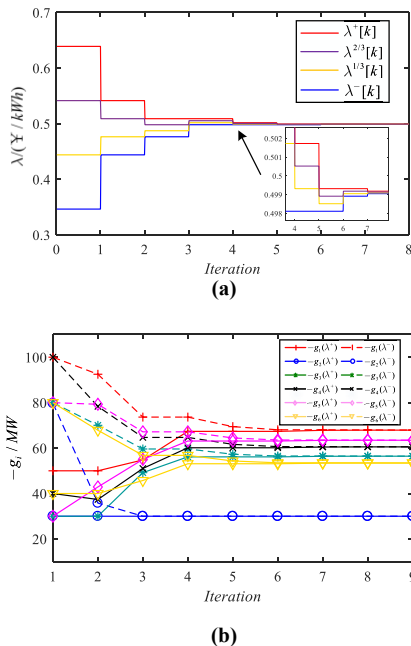 λ/(¥ / kWh)
0.7
0.6
0.5
0.4
0.3
λ⁺[k]
λ^{2/3}[k]
λ^{1/3}[k]
λ⁻[k]
0.502
0.501
0.5
0.499
0.498
4 5 6 7
0 1 2 3 4 5 6 7 8
Iteration
(a)
−g_i / MW
100
80
60
40
20
−g₁(λ⁺) −g₁(λ⁻)
−g₂(λ⁺) −g₂(λ⁻)
−g₃(λ⁺) −g₃(λ⁻)
−g₄(λ⁺) −g₄(λ⁻)
−g₅(λ⁺) −g₅(λ⁻)
−g₆(λ⁺) −g₆(λ⁻)
1 2 3 4 5 6 7 8 9
Iteration
(b)